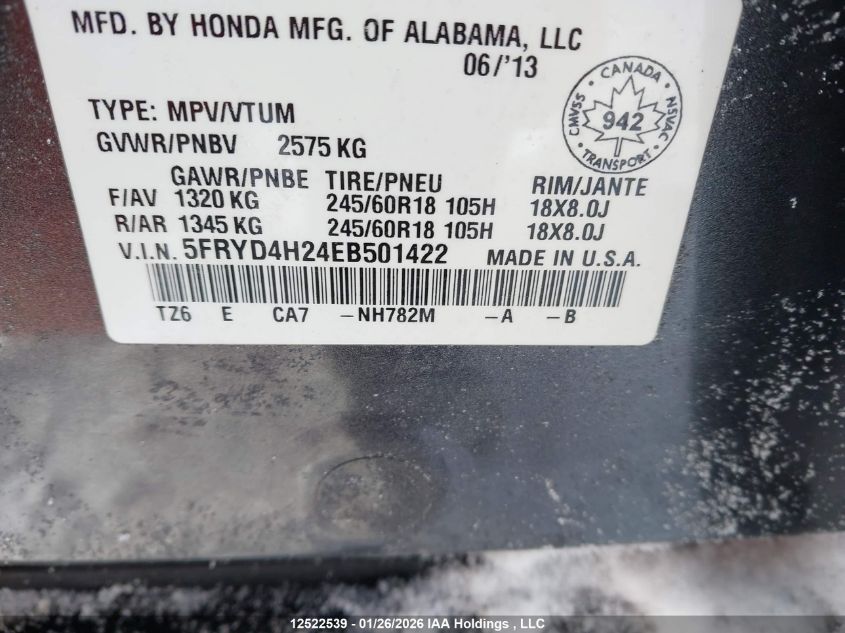 MFD. BY HONDA MFG. OF ALABAMA, LLC
06/'13
CANADA
CMVSS
942
NSVAC
TRANSPORT
TYPE: MPV/VTUM
GVWR/PNBV 2575 KG
GAWR/PNBE TIRE/PNEU RIM/JANTE
F/AV 1320 KG 245/60R18 105H 18X8.0J
R/AR 1345 KG 245/60R18 105H 18X8.0J
V.I.N. 5FRYD4H24EB501422 MADE IN U.S.A.
TZ6 E CA7 -NH782M -A -B
12522539 - 01/26/2026 IAA Holdings , LLC